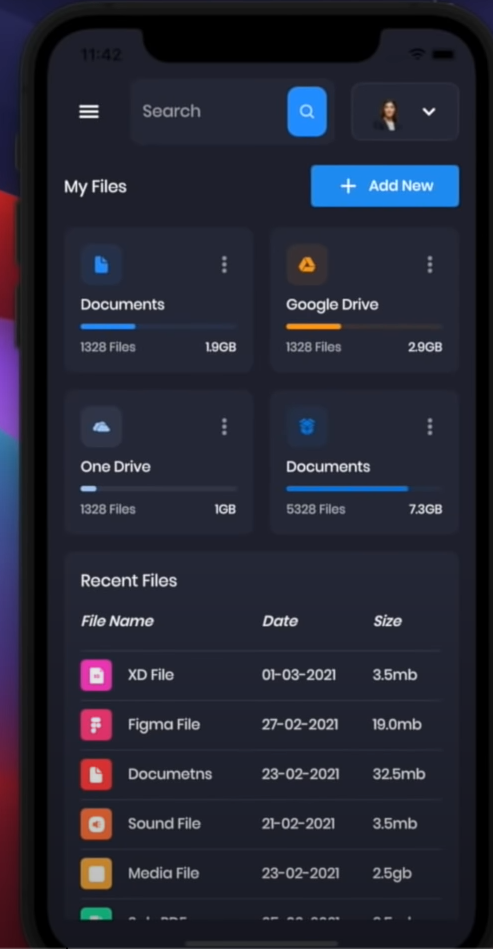 11:42
Search
My Files
+ Add New
Documents
1328 Files 1.9GB
Google Drive
1328 Files 2.9GB
One Drive
1328 Files 1GB
Documents
5328 Files 7.3GB
Recent Files
File Name Date Size
XD File 01-03-2021 3.5mb
Figma File 27-02-2021 19.0mb
Documetns 23-02-2021 32.5mb
Sound File 21-02-2021 3.5mb
Media File 23-02-2021 2.5gb